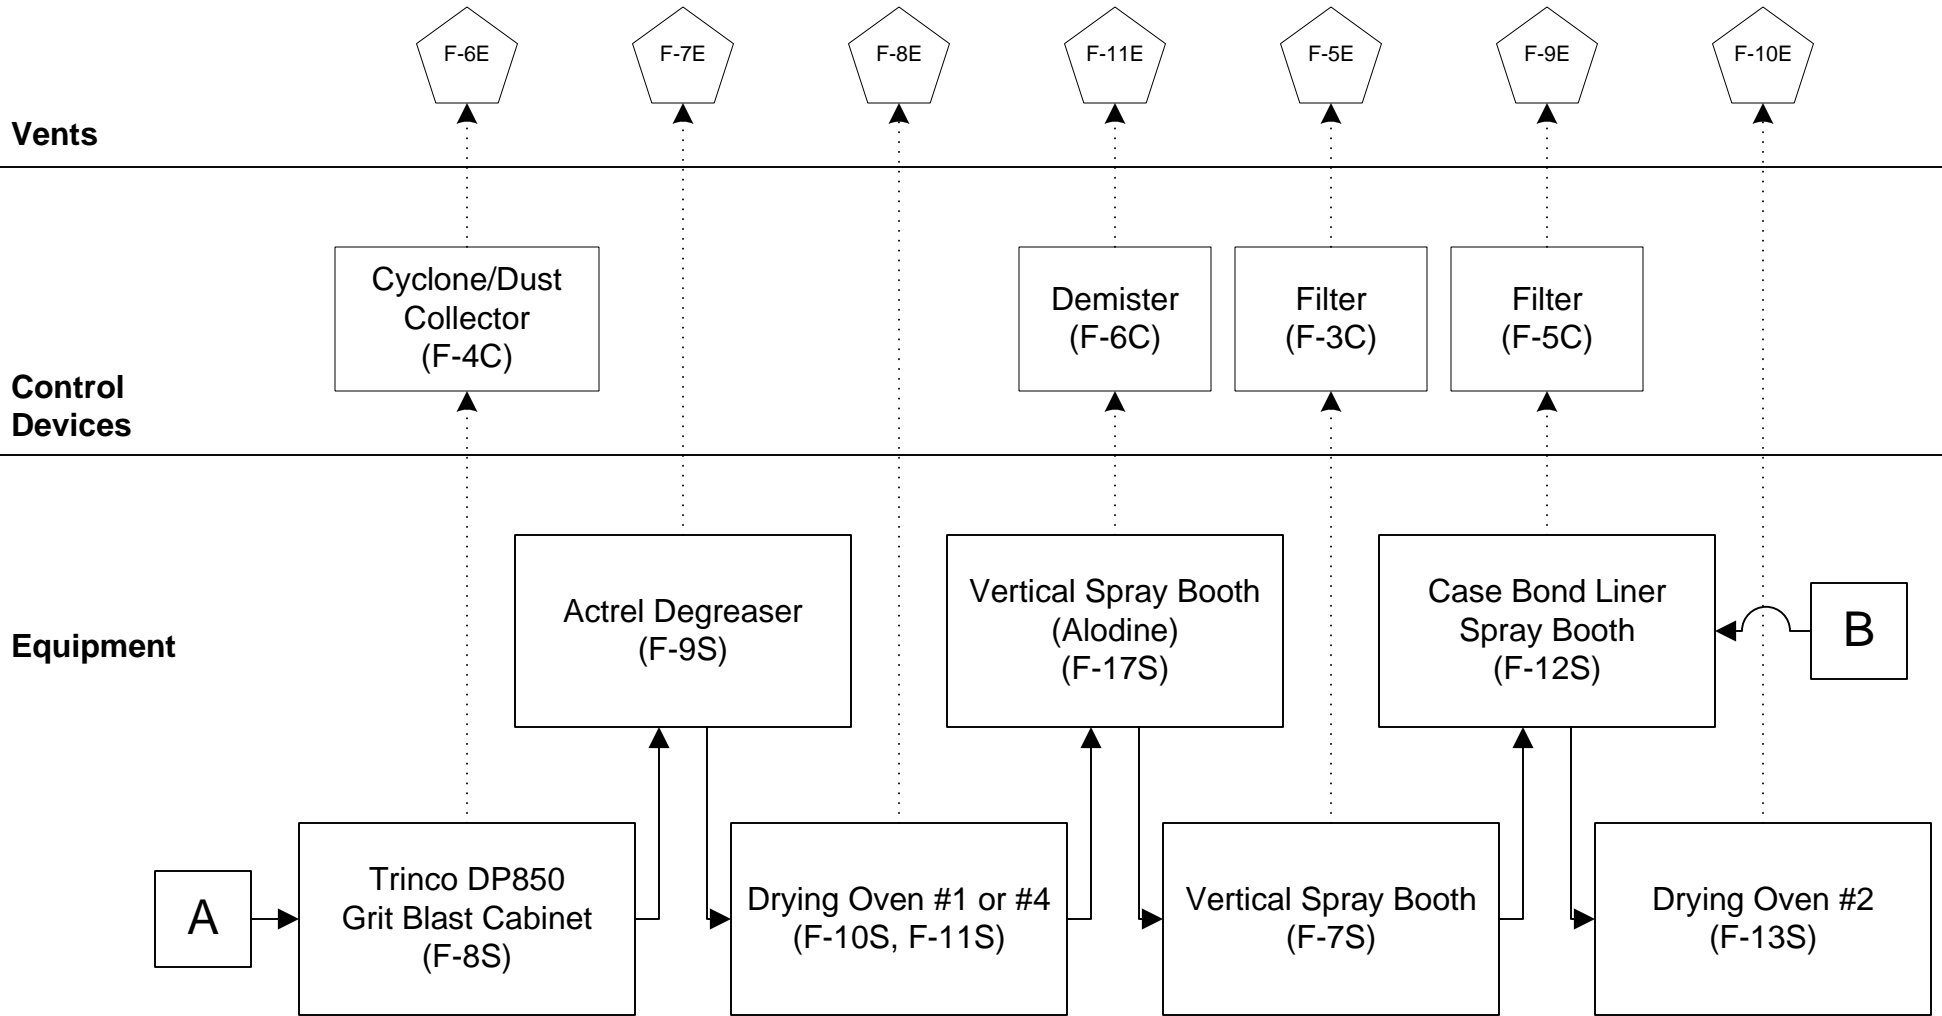 F-6E
F-7E
F-8E
F-11E
F-5E
F-9E
F-10E
Vents
Cyclone/Dust
Collector
(F-4C)
Demister
(F-6C)
Filter
(F-3C)
Filter
(F-5C)
Control
Devices
Actrel Degreaser
(F-9S)
Vertical Spray Booth
(Alodine)
(F-17S)
Case Bond Liner
Spray Booth
(F-12S)
B
Equipment
A
Trinco DP850
Grit Blast Cabinet
(F-8S)
Drying Oven #1 or #4
(F-10S, F-11S)
Vertical Spray Booth
(F-7S)
Drying Oven #2
(F-13S)